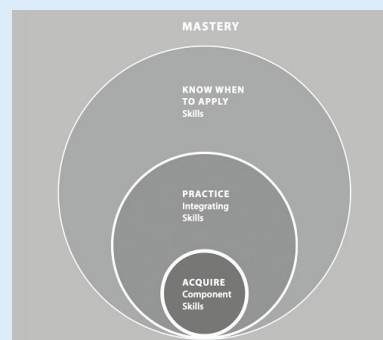 MASTERY
KNOW WHEN
TO APPLY
Skills
PRACTICE
Integrating
Skills
ACQUIRE
Component
Skills